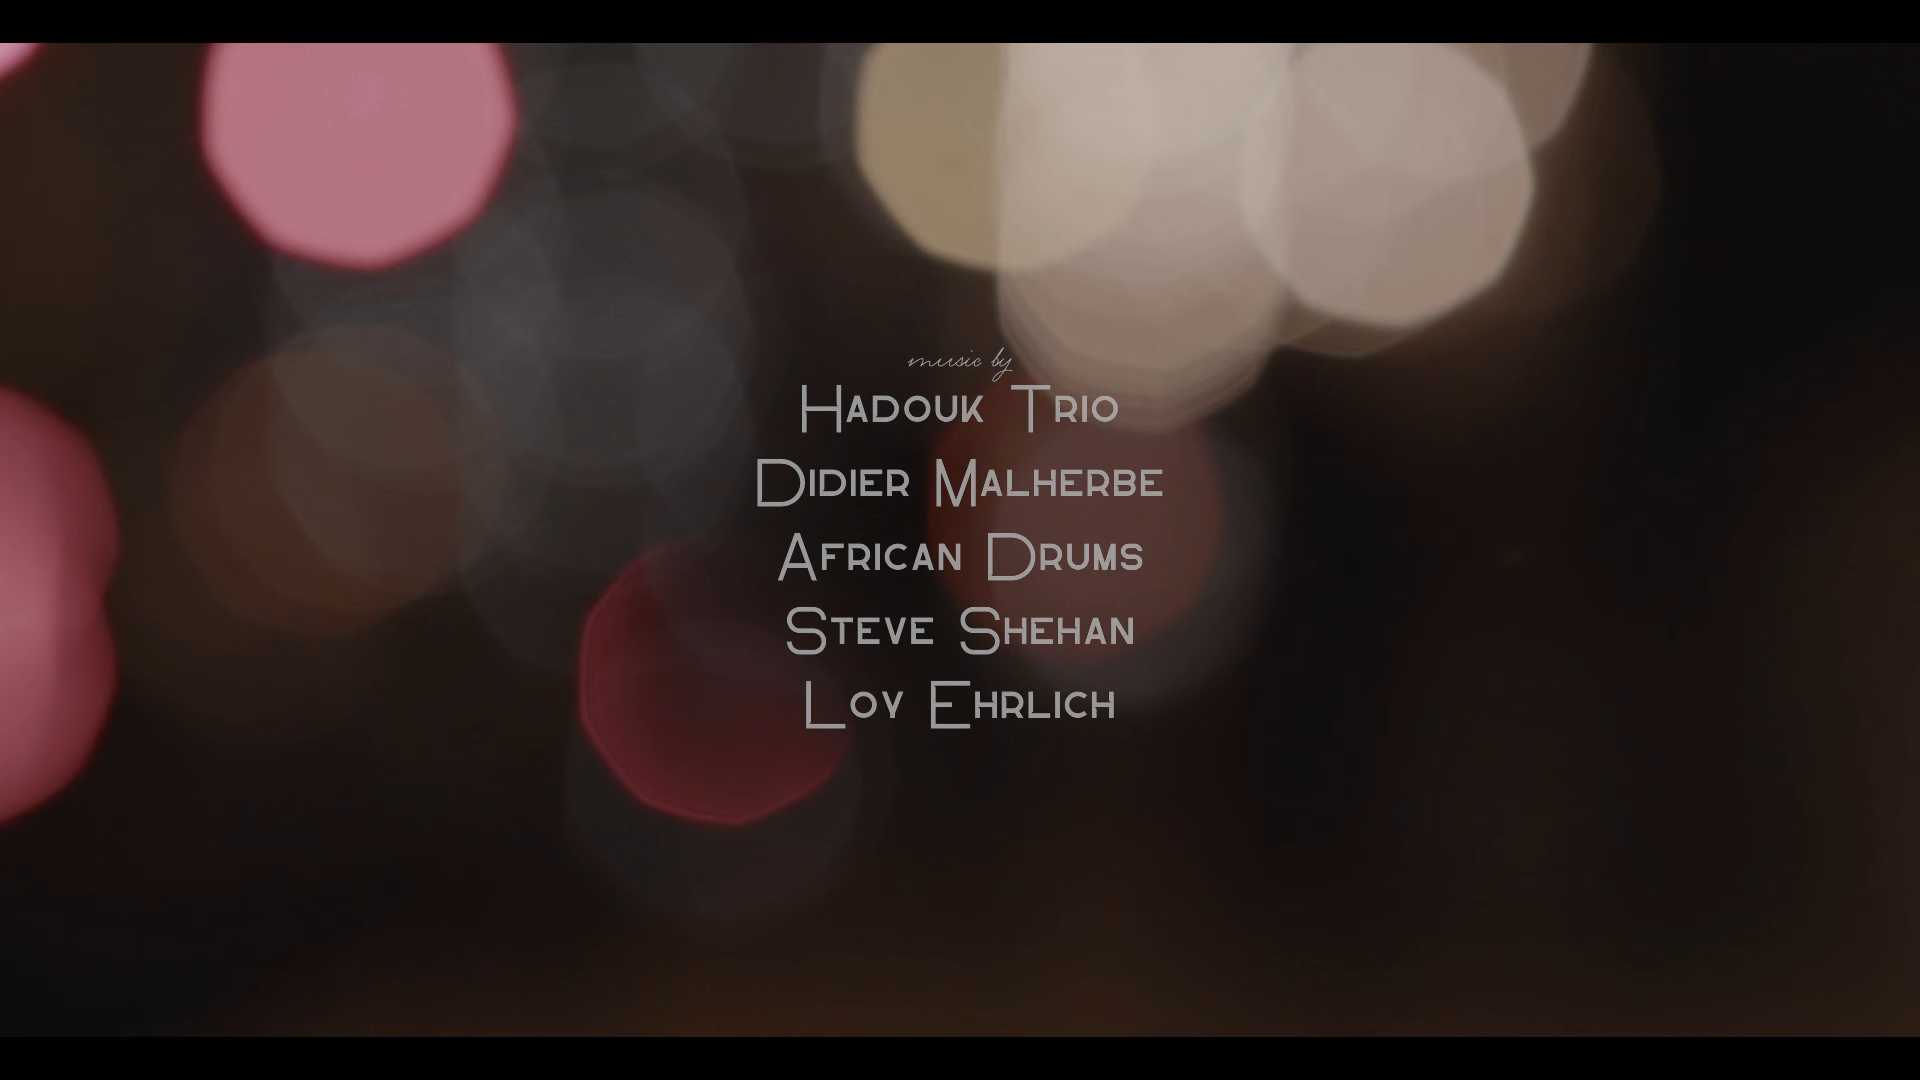 music by
Hadouk Trio
Didier Malherbe
African Drums
Steve Shehan
Loy Ehrlich